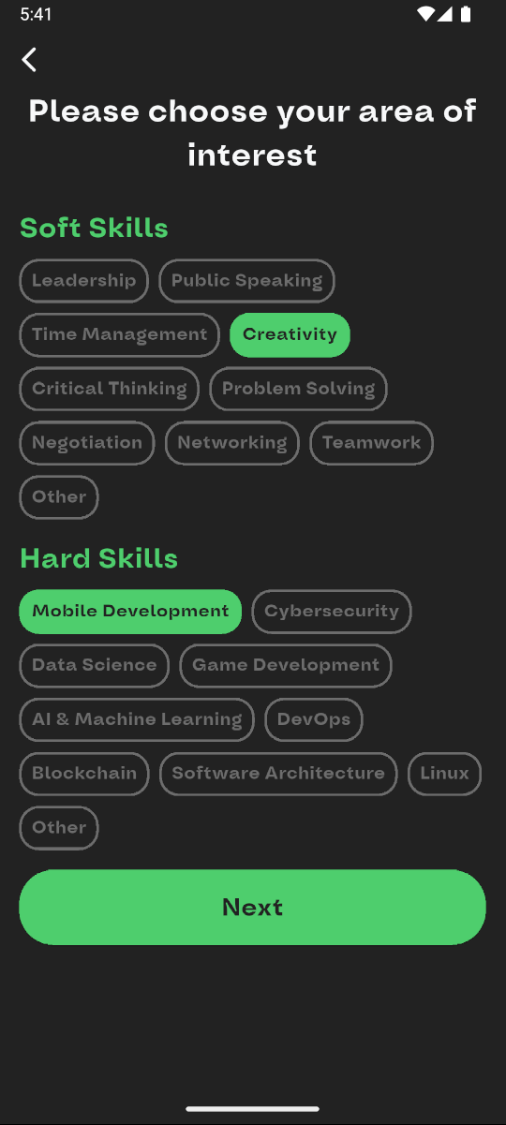 5:41
Please choose your area of
interest
Soft Skills
Leadership Public Speaking
Time Management Creativity
Critical Thinking Problem Solving
Negotiation Networking Teamwork
Other
Hard Skills
Mobile Development Cybersecurity
Data Science Game Development
AI & Machine Learning DevOps
Blockchain Software Architecture Linux
Other
Next